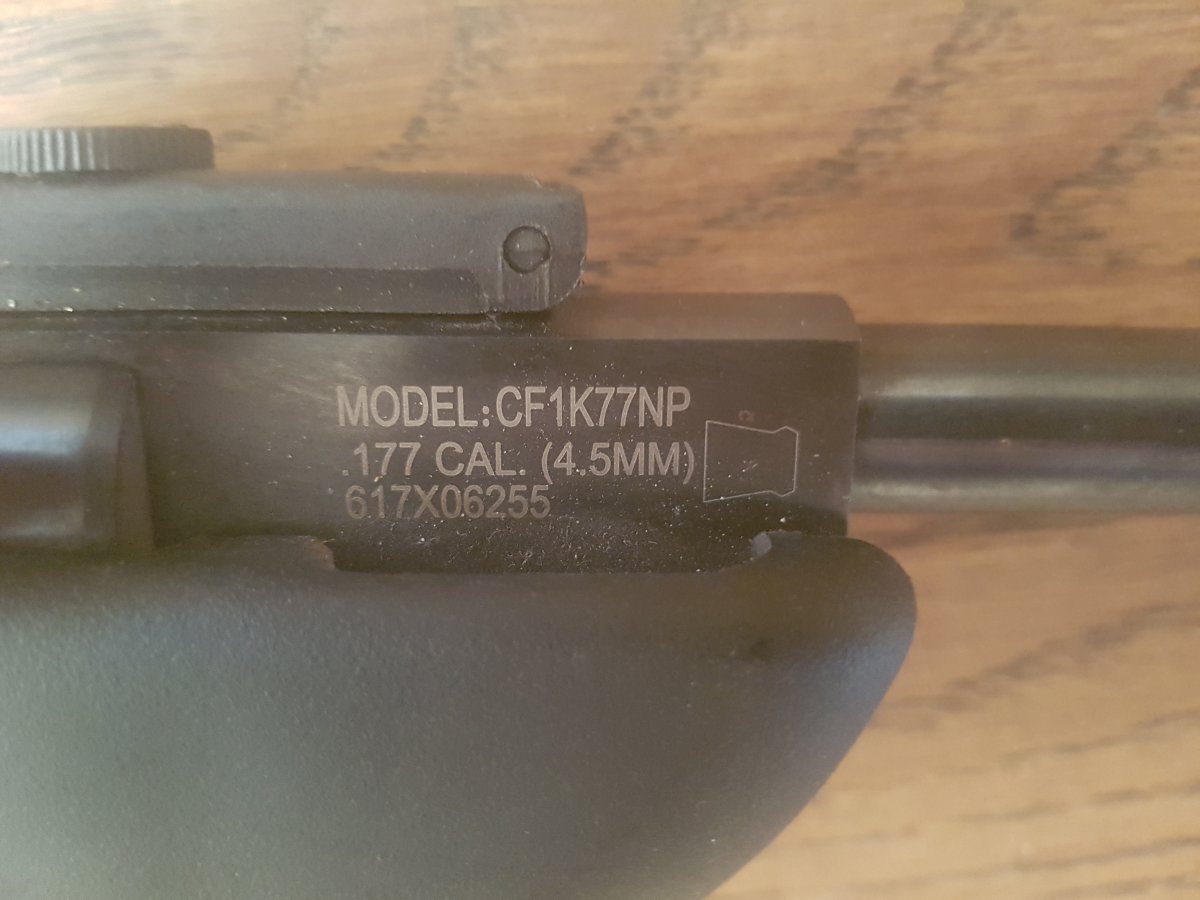 MODEL:CF1K77NP
.177 CAL. (4.5MM)
617X06255